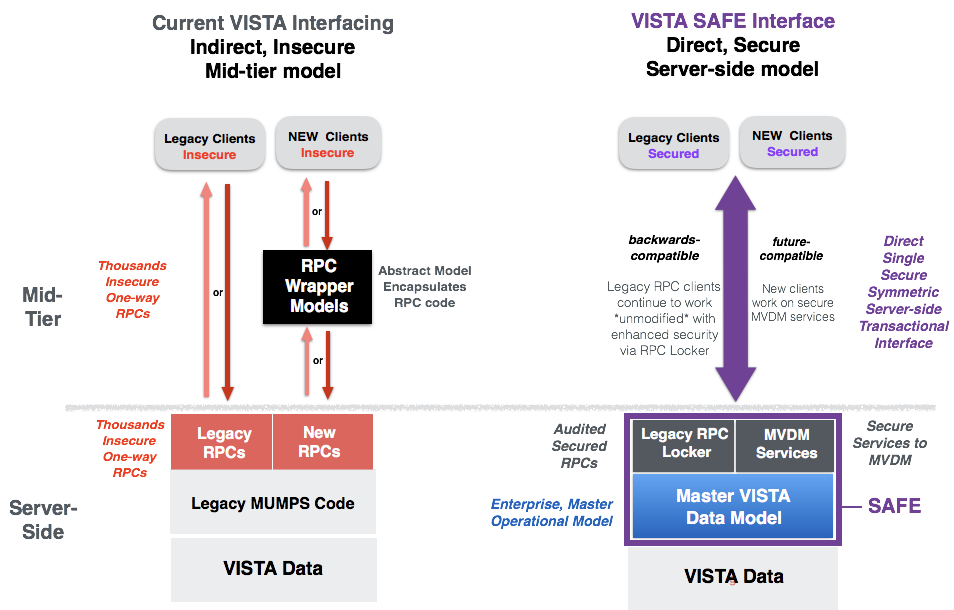 Current VISTA Interfacing
Indirect, Insecure
Mid-tier model
Legacy Clients
Insecure
NEW Clients
Insecure
or
or
Thousands
Insecure
One-way
RPCs
RPC
Wrapper
Models
Abstract Model
Encapsulates
RPC code
Mid-
Tier
or
Thousands
Insecure
One-way
RPCs
Legacy
RPCs
New
RPCs
Legacy MUMPS Code
Server-
Side
VISTA Data
VISTA SAFE Interface
Direct, Secure
Server-side model
Legacy Clients
Secured
NEW Clients
Secured
backwards-
compatible
Legacy RPC clients
continue to work
*unmodified* with
enhanced security
via RPC Locker
future-
compatible
New clients
work on secure
MVDM services
Direct
Single
Secure
Symmetric
Server-side
Transactional
Interface
Audited
Secured
RPCs
Legacy RPC
Locker
MVDM
Services
Secure
Services to
MVDM
Enterprise, Master
Operational Model
Master VISTA
Data Model
SAFE
VISTA Data